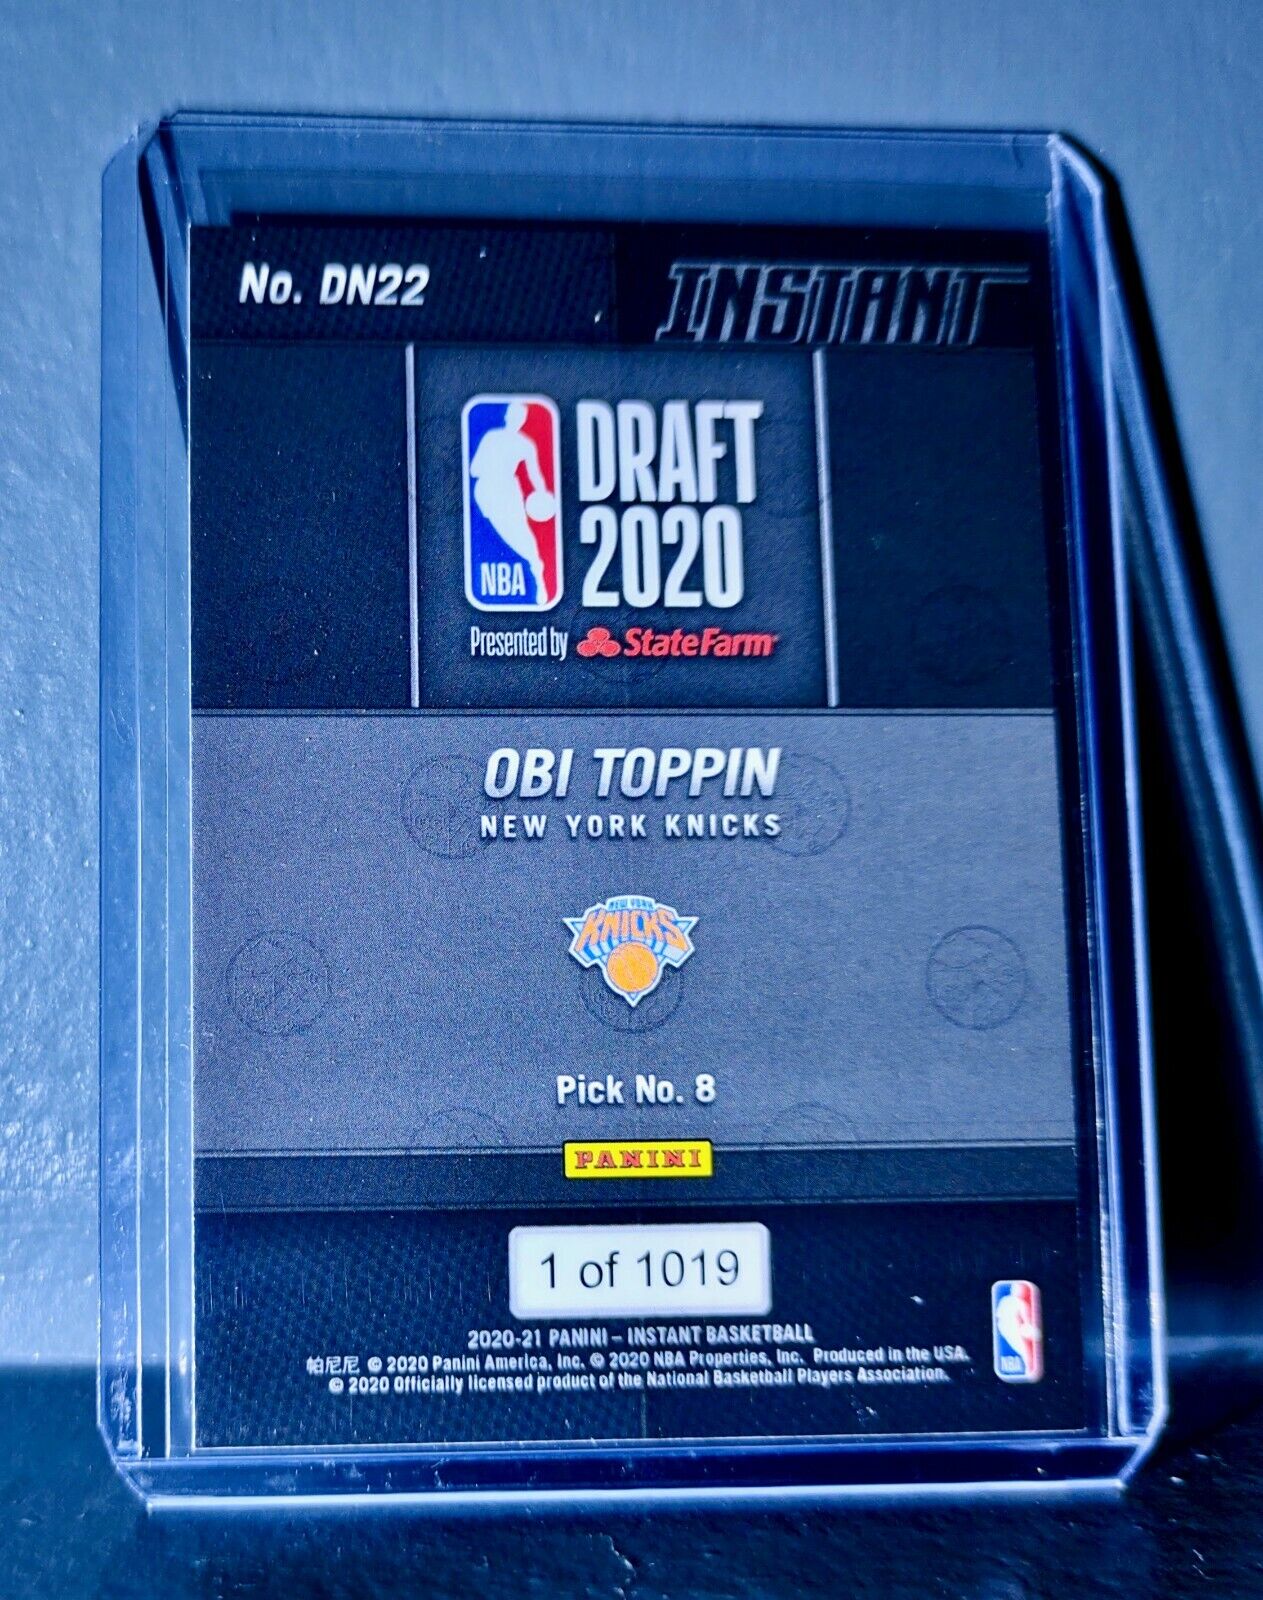 No. DN22
INSTANT
DRAFT
2020
NBA
Presented by StateFarm
OBI TOPPIN
NEW YORK KNICKS
NEW YORK
KNICKS
Pick No. 8
PANINI
1 of 1019
2020-21 PANINI – INSTANT BASKETBALL
帕尼尼 © 2020 Panini America, Inc. © 2020 NBA Properties, Inc. Produced in the USA.
© 2020 Officially licensed product of the National Basketball Players Association.
NBA